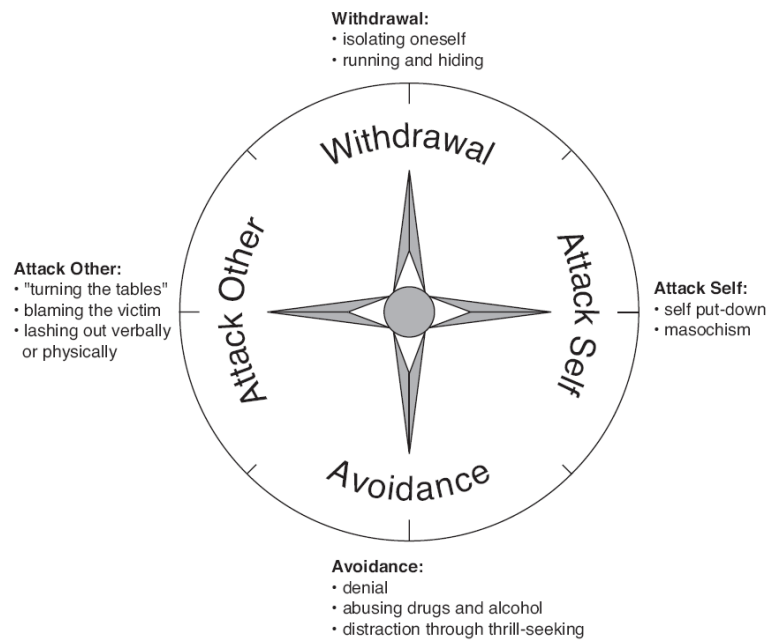 Withdrawal:
• isolating oneself
• running and hiding
Withdrawal
Attack Other:
• "turning the tables"
• blaming the victim
• lashing out verbally
or physically
Attack Other
Attack Self
Attack Self:
• self put-down
• masochism
Avoidance
Avoidance:
• denial
• abusing drugs and alcohol
• distraction through thrill-seeking